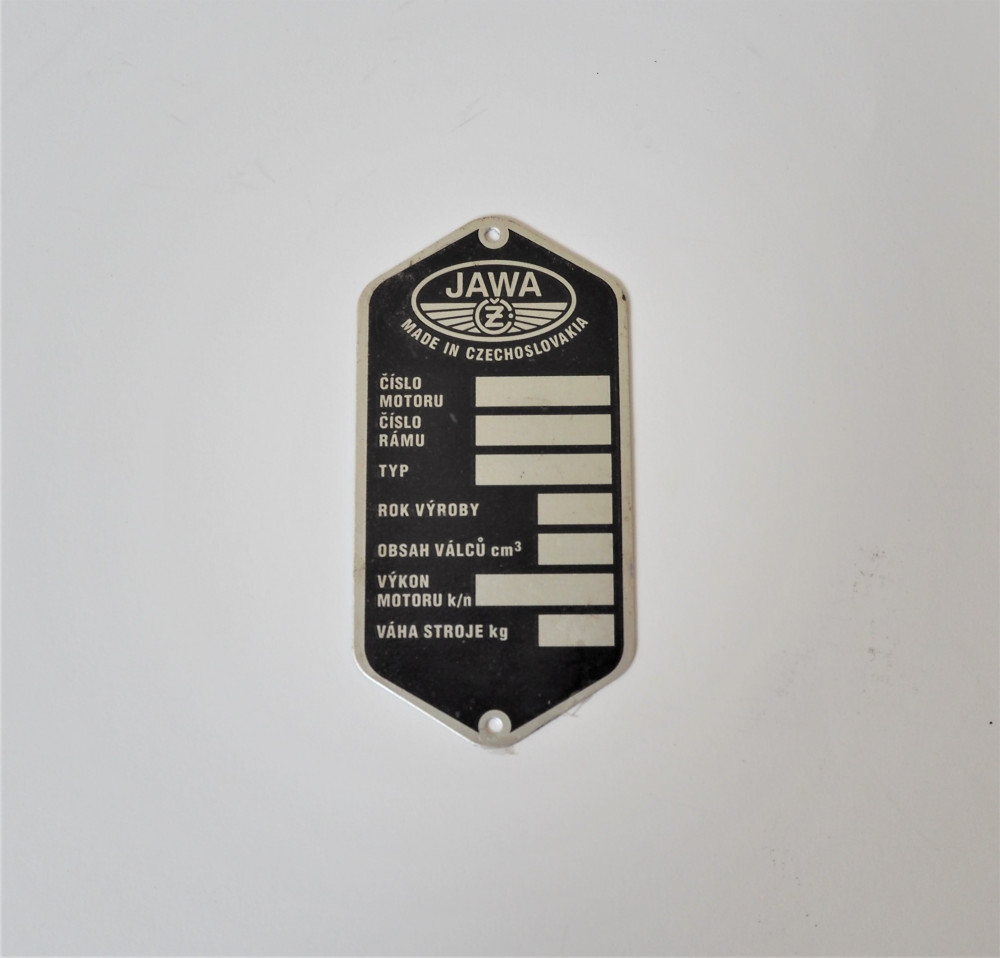 JAWA
ČZ
MADE IN CZECHOSLOVAKIA
ČÍSLO
MOTORU
ČÍSLO
RÁMU
TYP
ROK VÝROBY
OBSAH VÁLCŮ cm³
VÝKON
MOTORU k/n
VÁHA STROJE kg